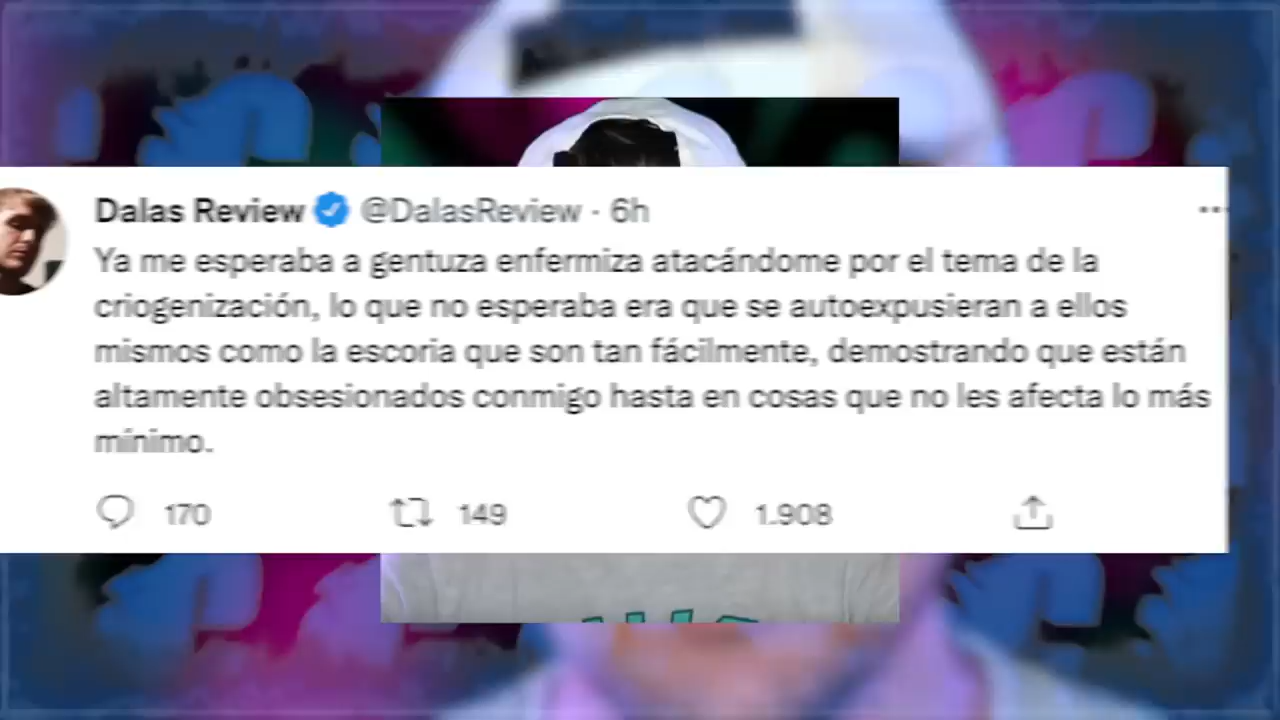 Dalas Review @DalasReview · 6h
Ya me esperaba a gentuza enfermiza atacándome por el tema de la
criogenización, lo que no esperaba era que se autoexpusieran a ellos
mismos como la escoria que son tan fácilmente, demostrando que están
altamente obsesionados conmigo hasta en cosas que no les afecta lo más
mínimo.
170 149 1.908